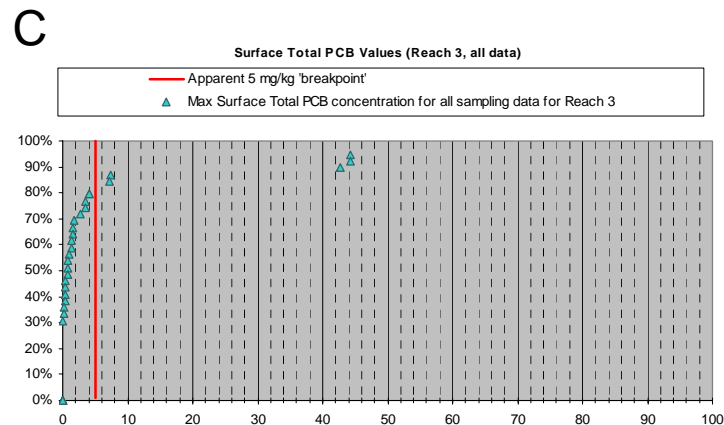 C
Surface Total PCB Values (Reach 3, all data)
Apparent 5 mg/kg 'breakpoint'
Max Surface Total PCB concentration for all sampling data for Reach 3
100%
90%
80%
70%
60%
50%
40%
30%
20%
10%
0%
0 10 20 30 40 50 60 70 80 90 100